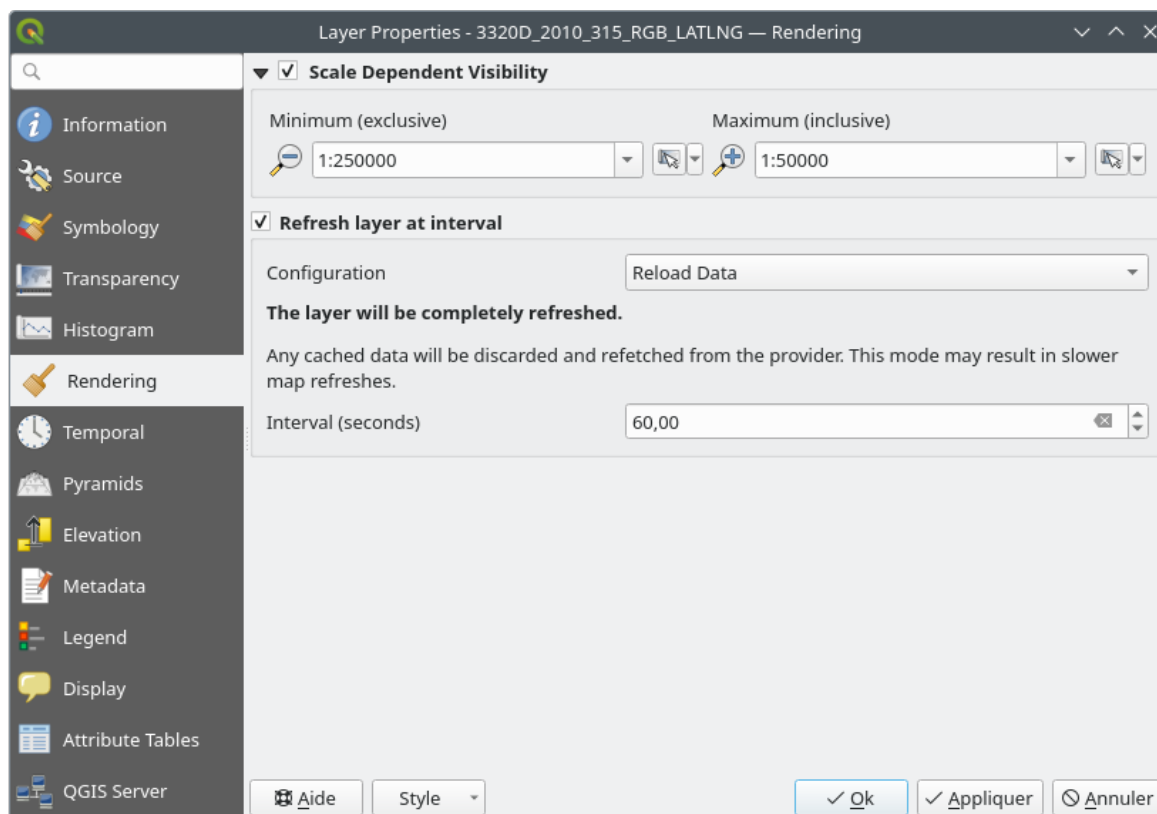 Layer Properties - 3320D_2010_315_RGB_LATLNG — Rendering
Scale Dependent Visibility
Information
Minimum (exclusive) Maximum (inclusive)
1:250000 1:50000
Source
Symbology
Refresh layer at interval
Transparency
Configuration Reload Data
The layer will be completely refreshed.
Histogram
Any cached data will be discarded and refetched from the provider. This mode may result in slower
map refreshes.
Rendering
Temporal
Interval (seconds) 60,00
Pyramids
Elevation
Metadata
Legend
Display
Attribute Tables
QGIS Server
Aide Style Ok Appliquer Annuler